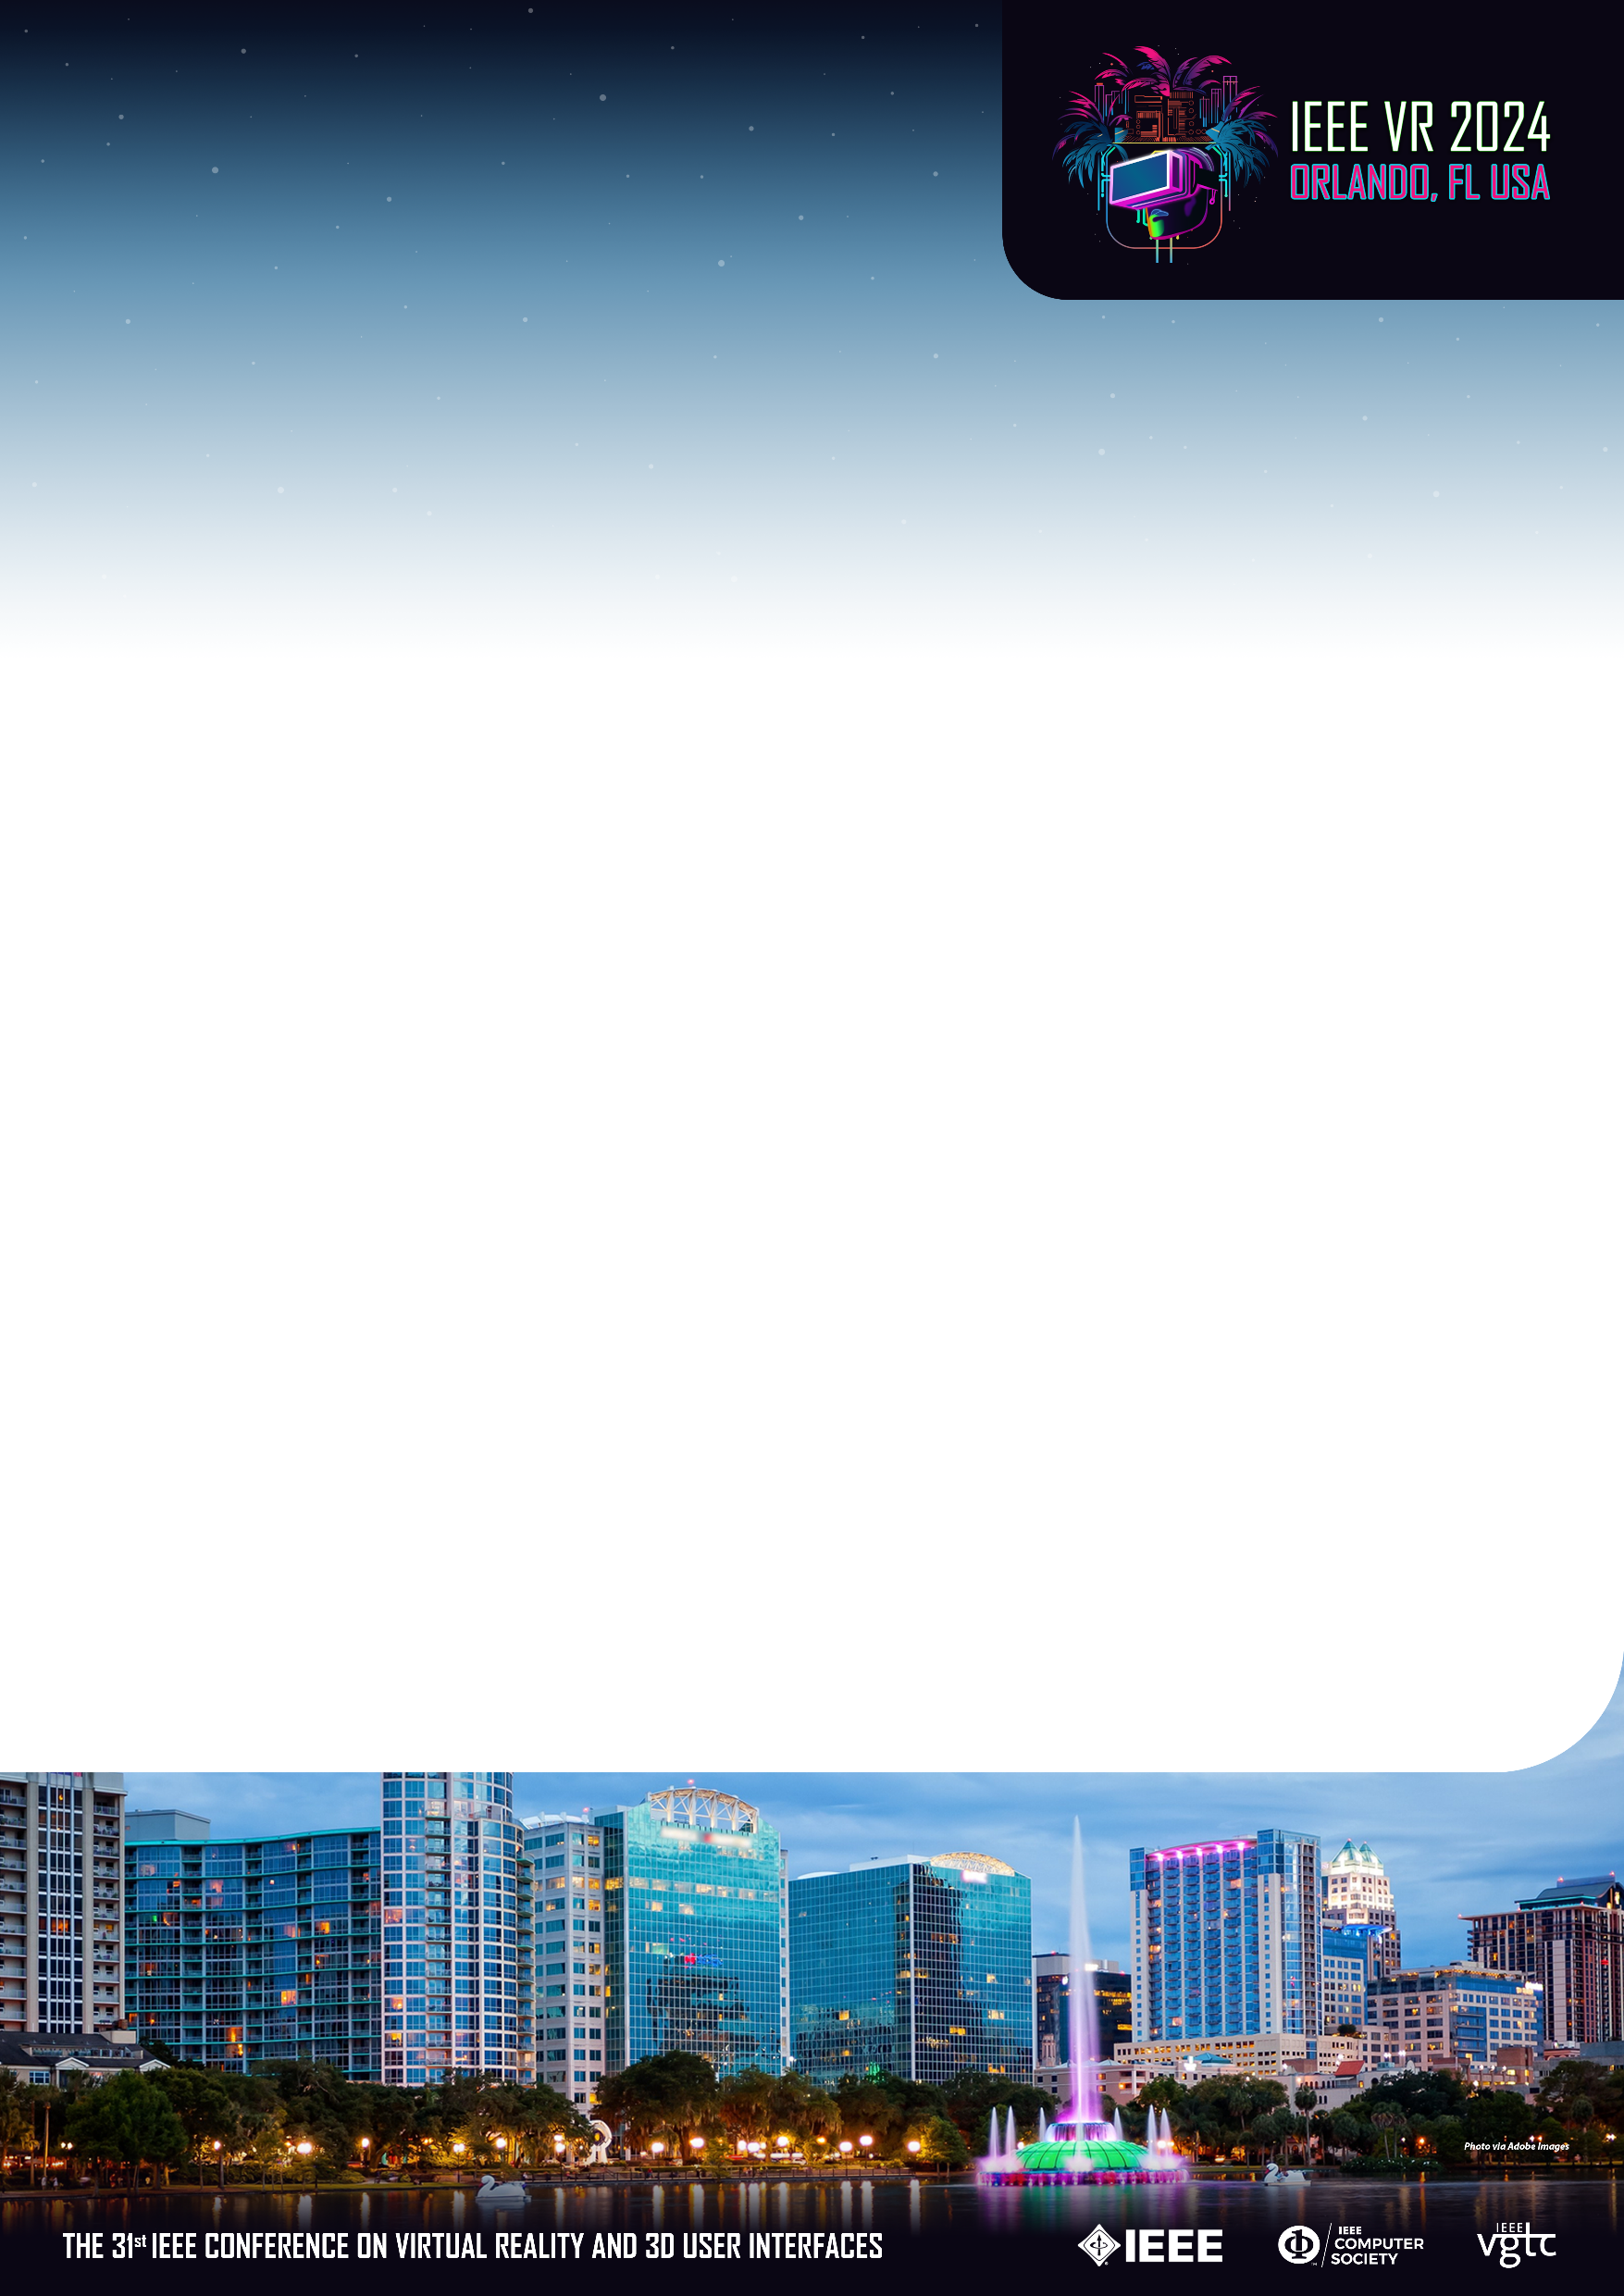 IEEE VR 2024
ORLANDO, FL USA
Photo via Adobe Images
THE 31st IEEE CONFERENCE ON VIRTUAL REALITY AND 3D USER INTERFACES
IEEE
IEEE
COMPUTER
SOCIETY
IEEE
vgtc